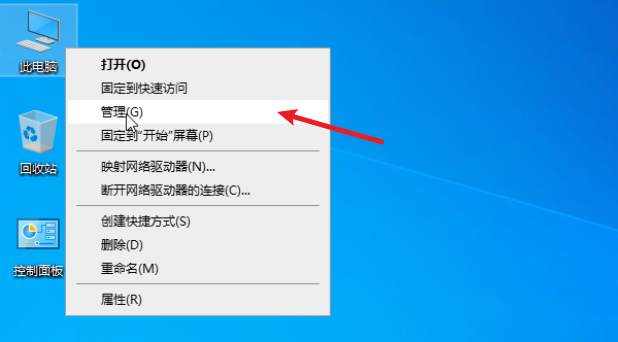 此电脑
打开(O)
固定到快速访问
管理(G)
固定到"开始"屏幕(P)
映射网络驱动器(N)...
断开网络驱动器的连接(C)...
创建快捷方式(S)
删除(D)
重命名(M)
属性(R)
回收站
控制面板